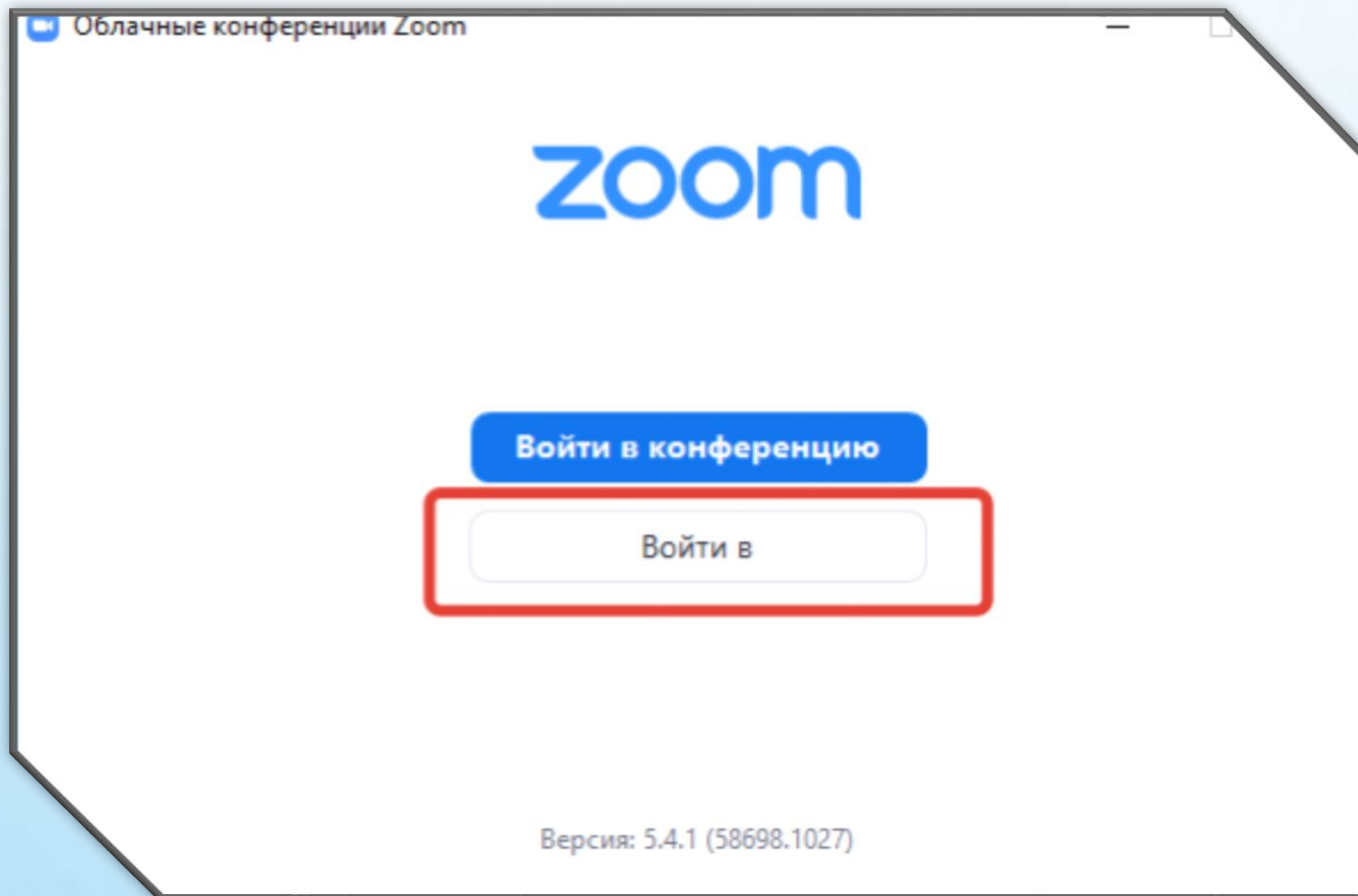 Облачные конференции Zoom
zoom
Войти в конференцию
Войти в
Версия: 5.4.1 (58698.1027)